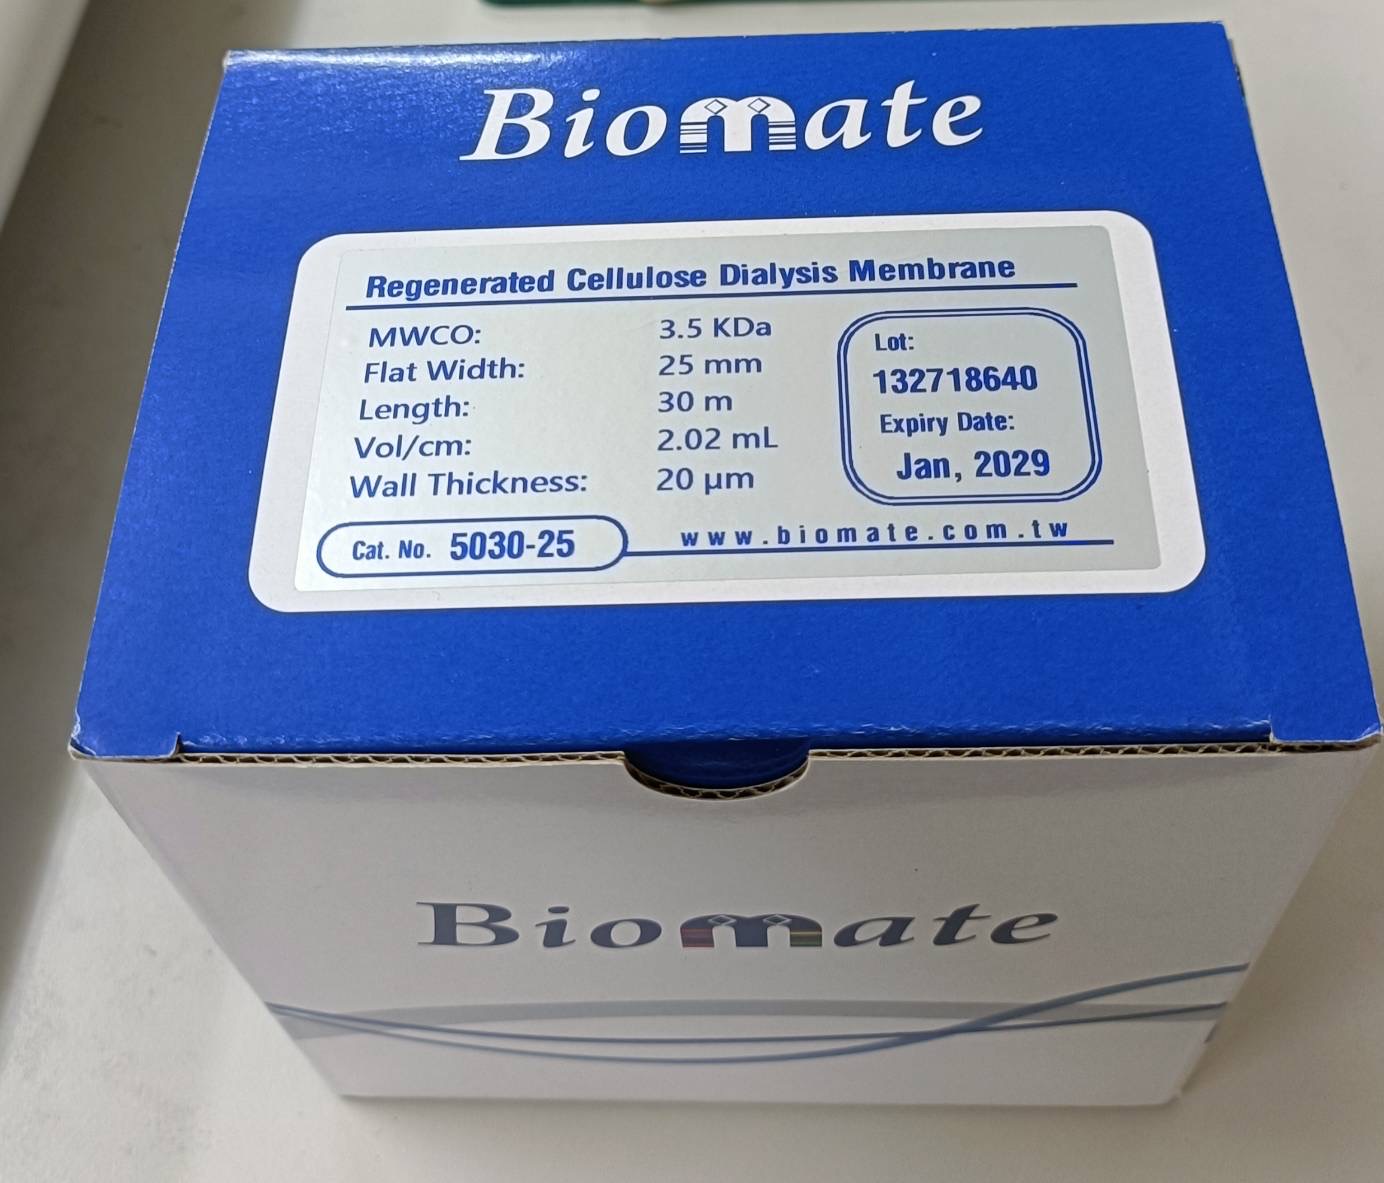 Biomate
Regenerated Cellulose Dialysis Membrane
MWCO: 3.5 KDa
Flat Width: 25 mm
Length: 30 m
Vol/cm: 2.02 mL
Wall Thickness: 20 µm
Lot:
132718640
Expiry Date:
Jan, 2029
Cat. No. 5030-25
www.biomate.com.tw
Biomate